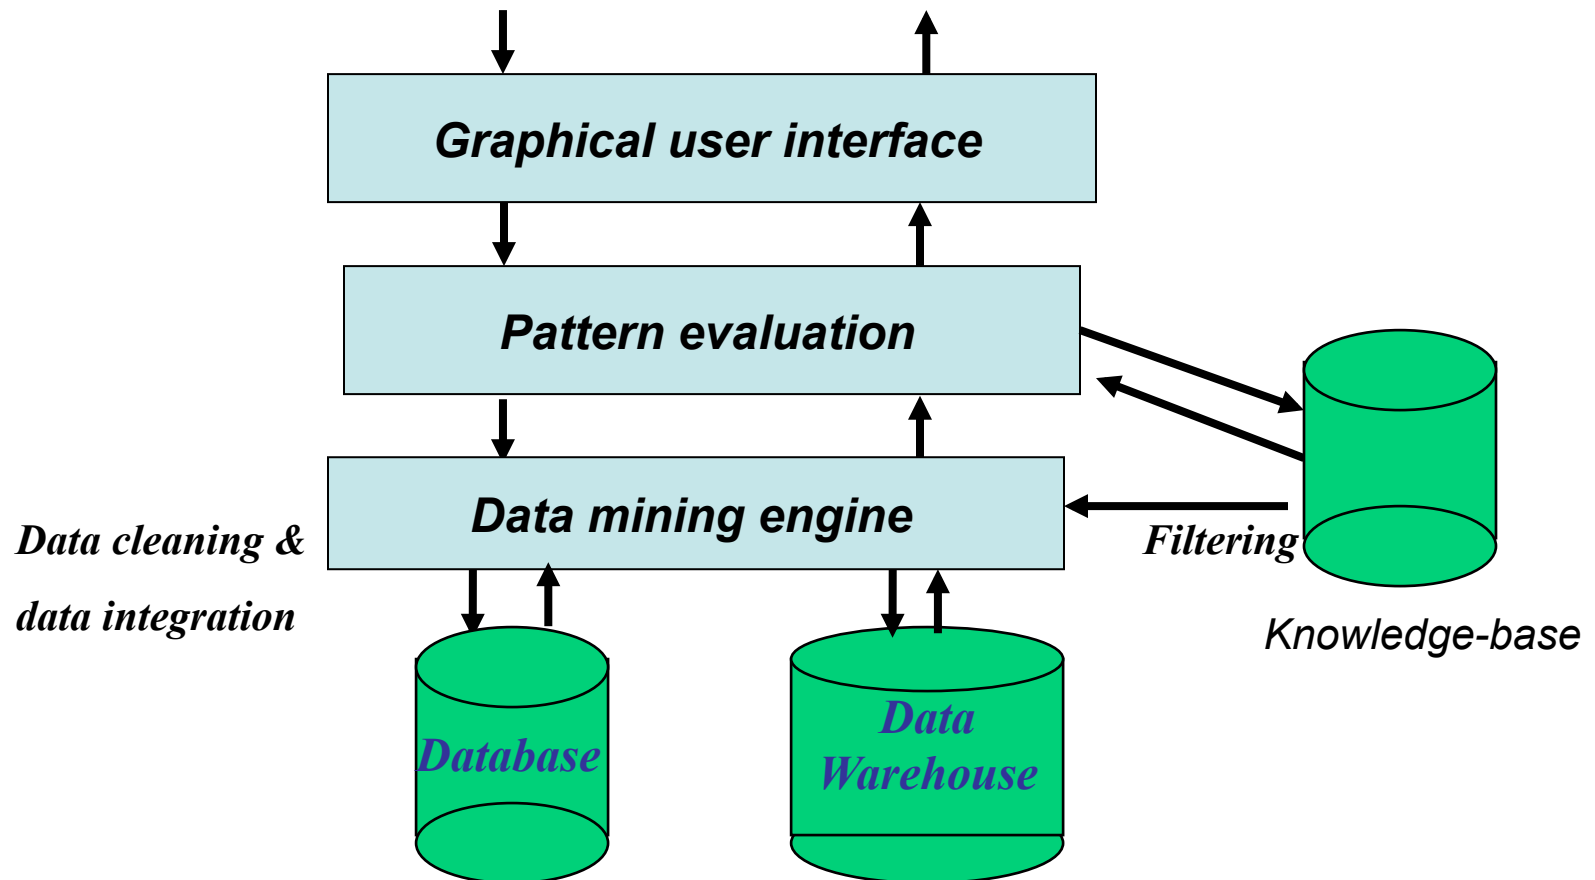 Graphical user interface
Pattern evaluation
Data mining engine
Data cleaning &
data integration
Filtering
Knowledge-base
Database
Data
Warehouse